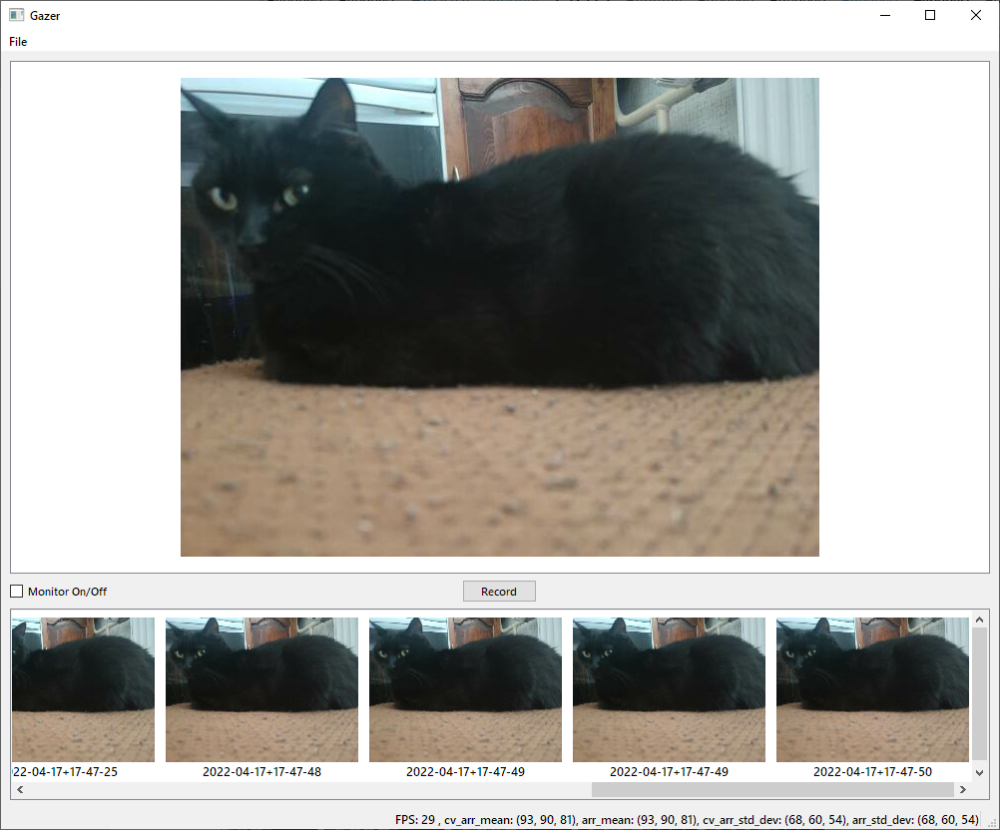 Gazer
File
Monitor On/Off
Record
22-04-17+17-47-25
2022-04-17+17-47-48
2022-04-17+17-47-49
2022-04-17+17-47-49
2022-04-17+17-47-50
FPS: 29 , cv_arr_mean: (93, 90, 81), arr_mean: (93, 90, 81), cv_arr_std_dev: (68, 60, 54), arr_std_dev: (68, 60, 54)